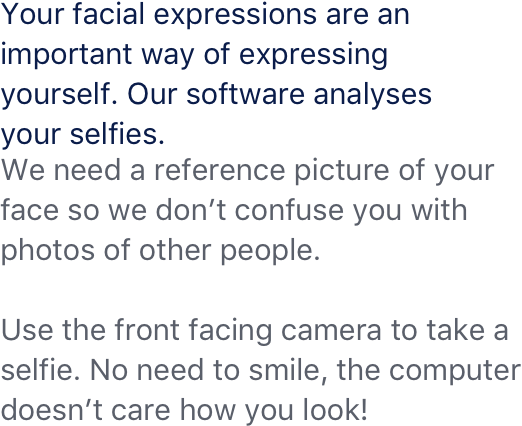 Your facial expressions are an
important way of expressing
yourself. Our software analyses
your selfies.
We need a reference picture of your
face so we don’t confuse you with
photos of other people.
Use the front facing camera to take a
selfie. No need to smile, the computer
doesn’t care how you look!